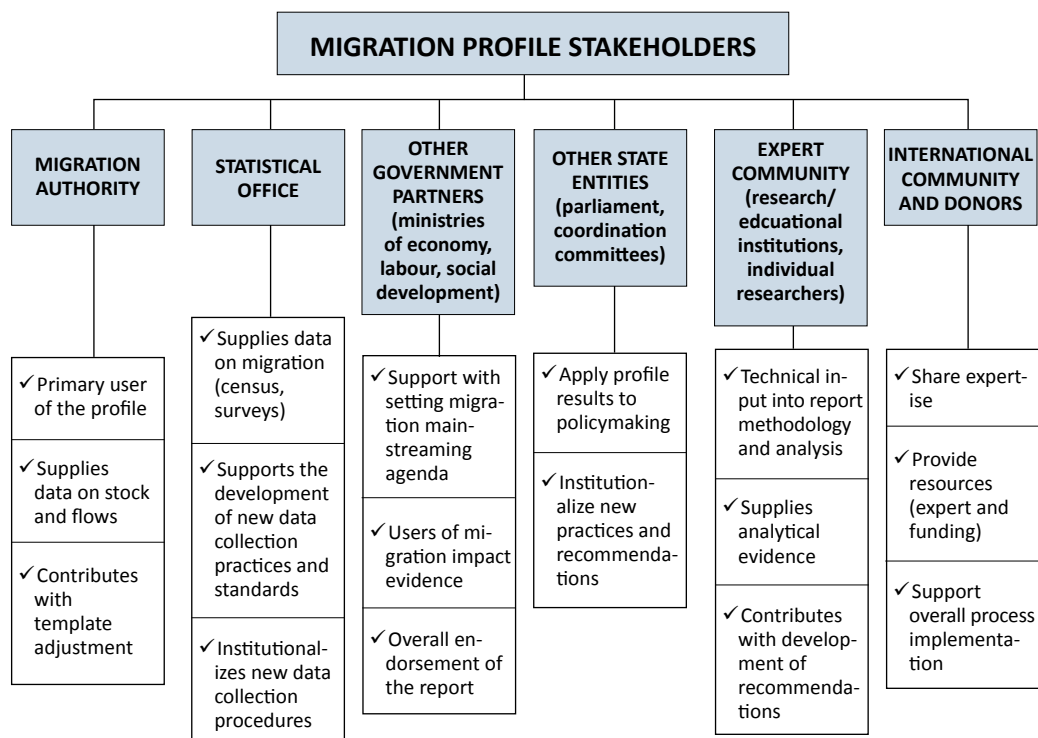 MIGRATION PROFILE STAKEHOLDERS
MIGRATION
AUTHORITY
✓ Primary user
of the profile
✓ Supplies
data on stock
and flows
✓ Contributes
with
template
adjustment
STATISTICAL
OFFICE
✓ Supplies data
on migration
(census,
surveys)
✓ Supports the
development
of new data
collection
practices and
standards
✓ Institutional-
izes new data
collection
procedures
OTHER
GOVERNMENT
PARTNERS
(ministries
of economy,
labour, social
development)
✓ Support with
setting migra-
tion main-
streaming
agenda
✓ Users of mi-
gration impact
evidence
✓ Overall en-
dorsement of
the report
OTHER STATE
ENTITIES
(parliament,
coordination
committees)
✓ Apply profile
results to
policymaking
✓ Institution-
alize new
practices and
recommenda-
tions
EXPERT
COMMUNITY
(research/
edcuational
institutions,
individual
researchers)
✓ Technical in-
put into report
methodology
and analysis
✓ Supplies
analytical
evidence
✓ Contributes
with develop-
ment of
recommenda-
tions
INTERNATIONAL
COMMUNITY
AND DONORS
✓ Share expert-
ise
✓ Provide
resources
(expert and
funding)
✓ Support
overall process
implementa-
tion